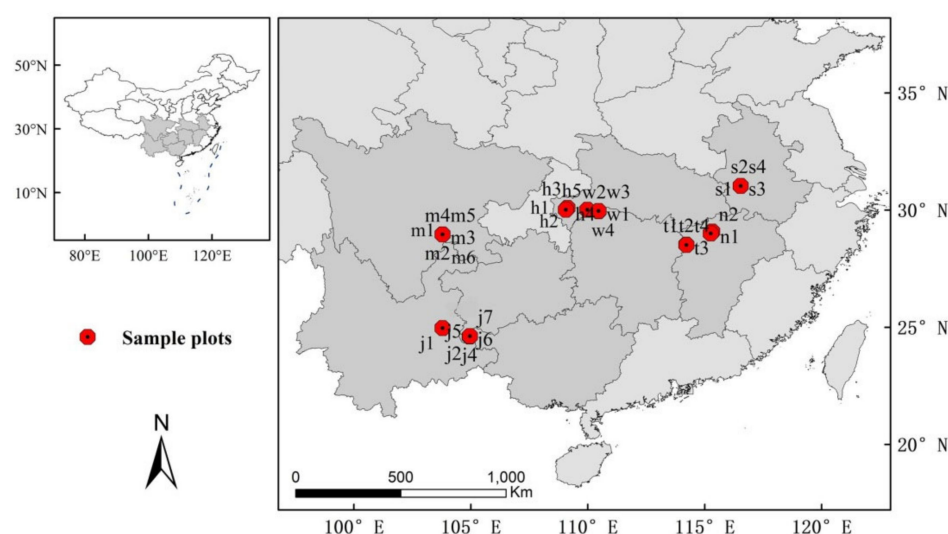 50°N
30°N
10°N
80°E 100°E 120°E
Sample plots
N
35° N
30° N
25° N
20° N
s2s4
s1 s3
h3h5w2w3
h1 h4 w1
h2 w4
n2
t1t2t4
n1
t3
m4m5
m1 m3
m2 m6
j7
j5
j1 j6
j2j4
0 500 1,000
Km
100° E 105° E 110° E 115° E 120° E